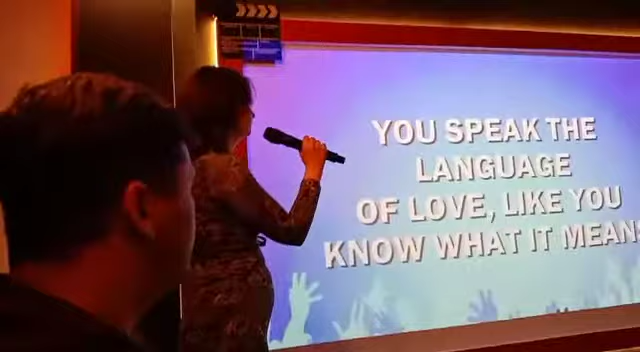 YOU SPEAK THE
LANGUAGE
OF LOVE, LIKE YOU
KNOW WHAT IT MEANS